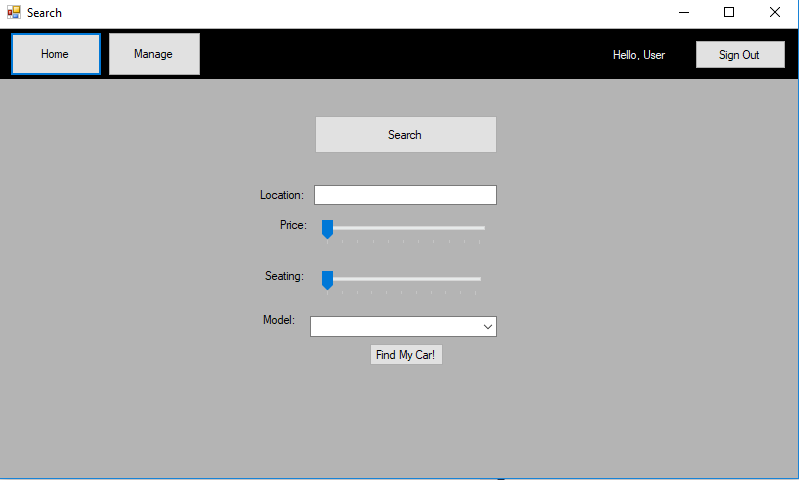 Search
Home
Manage
Hello, User
Sign Out
Search
Location:
Price:
Seating:
Model:
Find My Car!